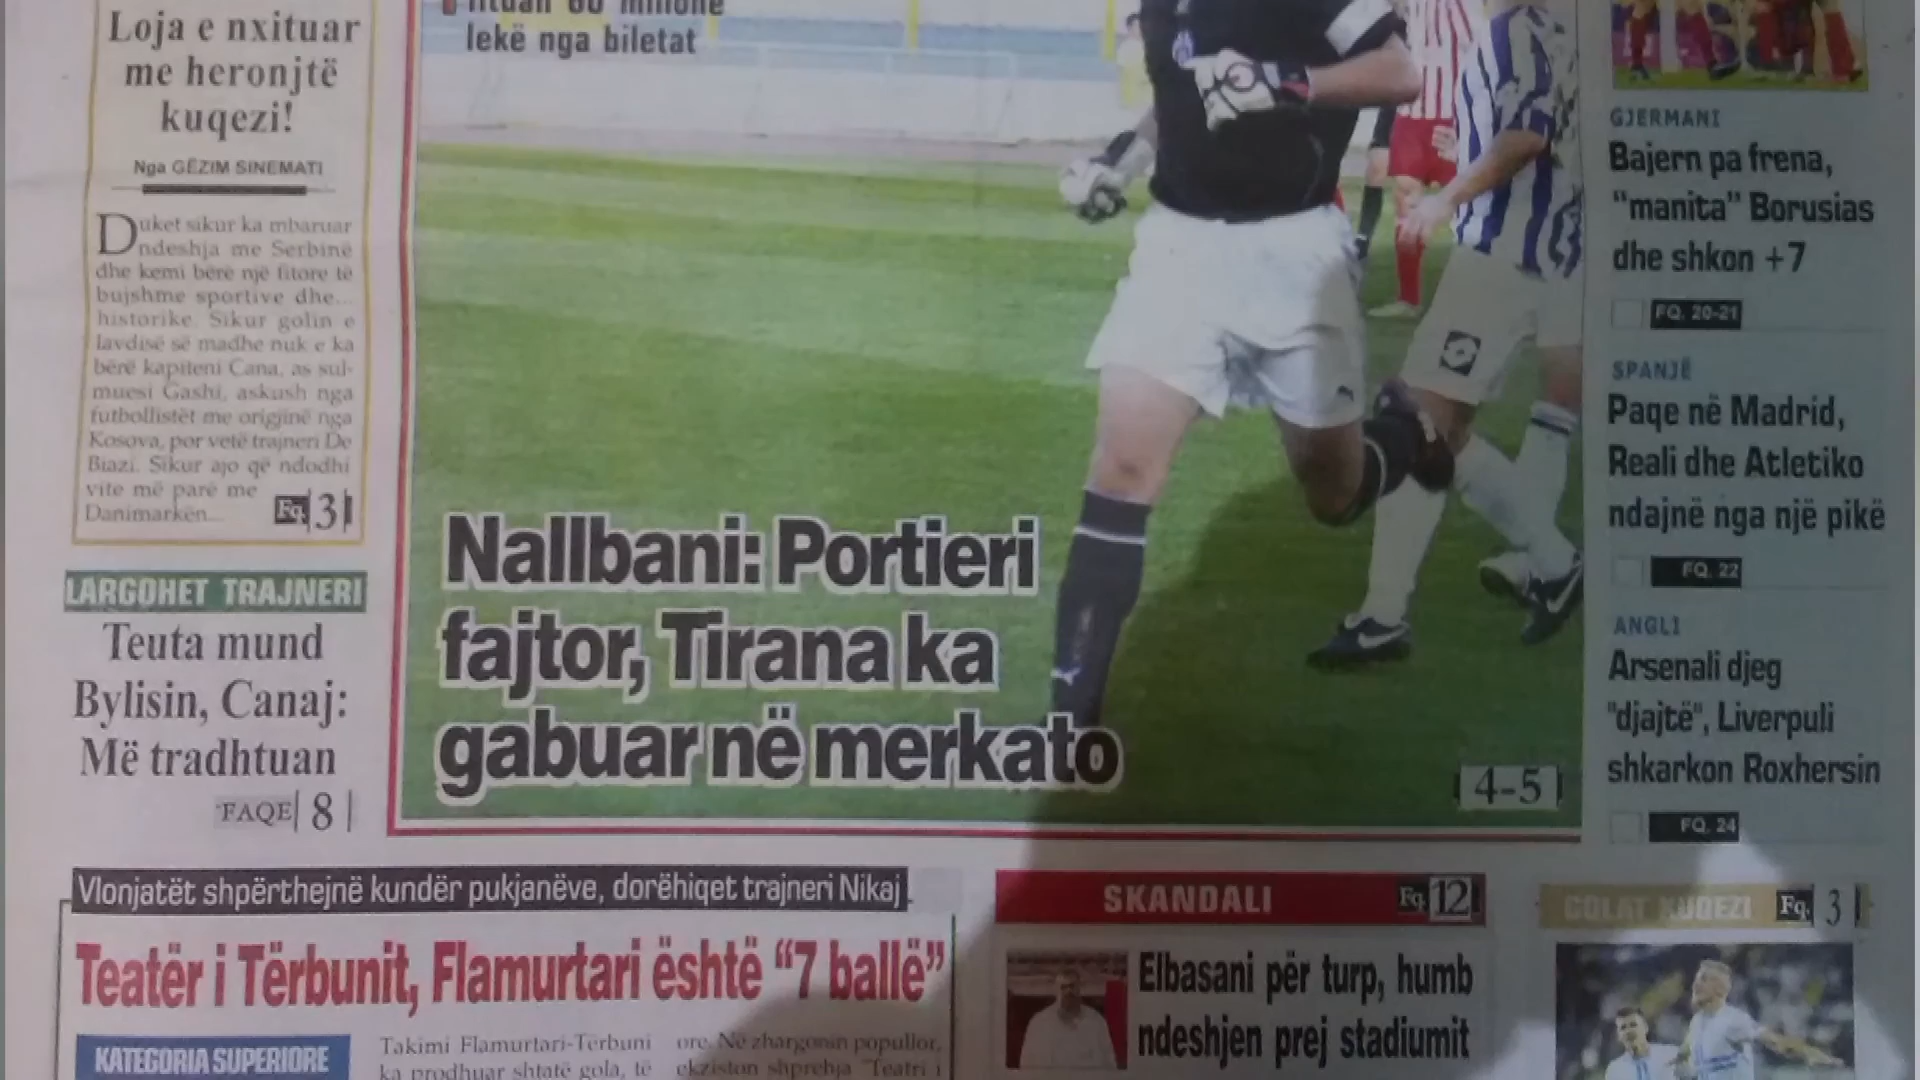 Loja e nxituar
me heronjtë
kuqezi!
Nga GËZIM SINEMATI
Duket sikur ka mbaruar
ndeshja me Serbinë
dhe kemi bërë një fitore të
bujshme sportive dhe...
historike. Sikur golin e
lavdisë së madhe nuk e ka
bërë kapiteni Cana, as sul-
muesi Gashi, askush nga
futbollistët me origjinë nga
Kosova, por vetë trajneri De
Biazi. Sikur ajo që ndodhi
vite më parë me
Danimarkën...
Fq. 3
LARGOHET TRAJNERI
Teuta mund
Bylisin, Canaj:
Më tradhtuan
FAQE 8
lekë nga biletat
Nallbani: Portieri
fajtor, Tirana ka
gabuar në merkato
4-5
GJERMANI
Bajern pa frena,
“manita” Borusias
dhe shkon +7
FQ. 20-21
SPANJË
Paqe në Madrid,
Reali dhe Atletiko
ndajnë nga një pikë
FQ. 22
ANGLI
Arsenali djeg
"djajtë", Liverpuli
shkarkon Roxhersin
FQ. 24
Vlonjatët shpërthejnë kundër pukjanëve, dorëhiqet trajneri Nikaj
Teatër i Tërbunit, Flamurtari është “7 ballë”
KATEGORIA SUPERIORE
Takimi Flamurtari-Tërbuni
ka prodhuar shtatë gola, të
ore. Në zhargonin popullor,
ekziston shprehja "Teatri i
SKANDALI Fq. 12
Elbasani për turp, humb
ndeshjen prej stadiumit
GOLAT KUQEZI Fq. 3